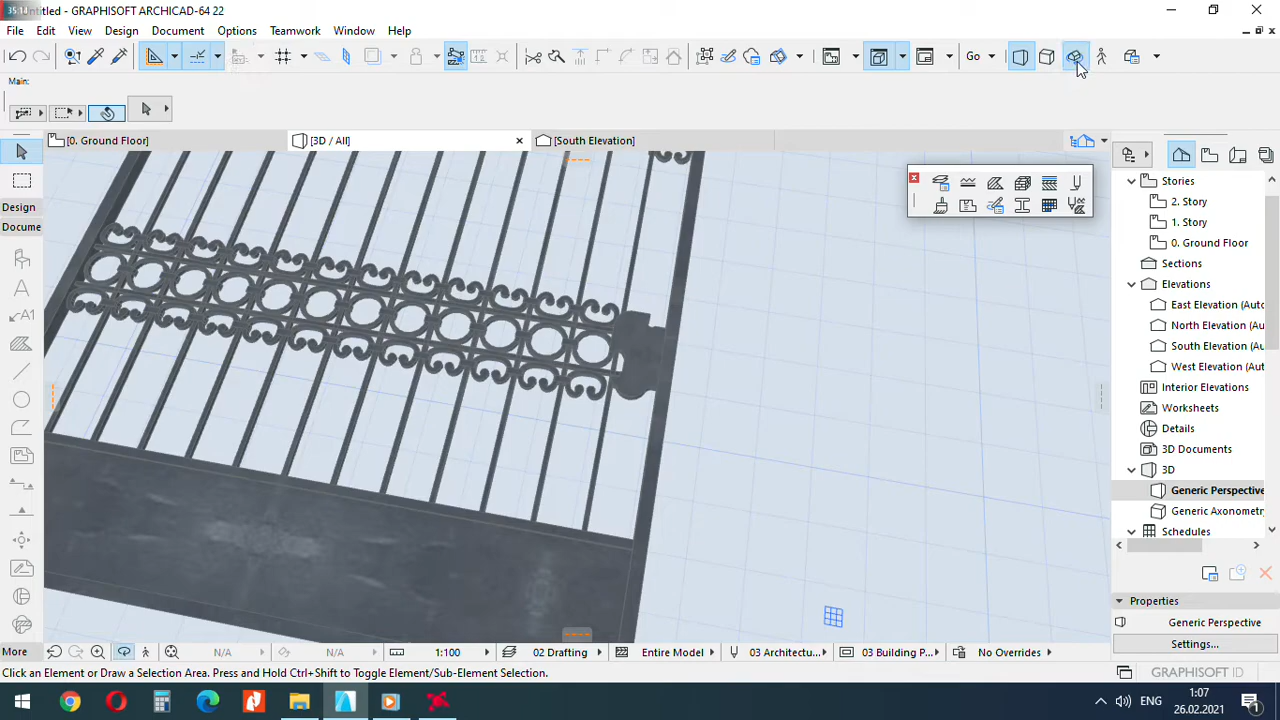 35:14
Untitled - GRAPHISOFT ARCHICAD-64 22
File Edit View Design Document Options Teamwork Window Help
Go
Main:
[0. Ground Floor]
[3D / All]
[South Elevation]
Design
Docume
More
Stories
2. Story
1. Story
0. Ground Floor
Sections
Elevations
East Elevation (Aut
North Elevation (Au
South Elevation (Au
West Elevation (Aut
Interior Elevations
Worksheets
Details
3D Documents
3D
Generic Perspective
Generic Axonometr
Schedules
Properties
Generic Perspective
Settings...
N/A N/A 1:100 02 Drafting Entire Model 03 Architectu... 03 Building P... No Overrides
Click an Element or Draw a Selection Area. Press and Hold Ctrl+Shift to Toggle Element/Sub-Element Selection.
GRAPHISOFT ID
ENG
1:07
26.02.2021
1